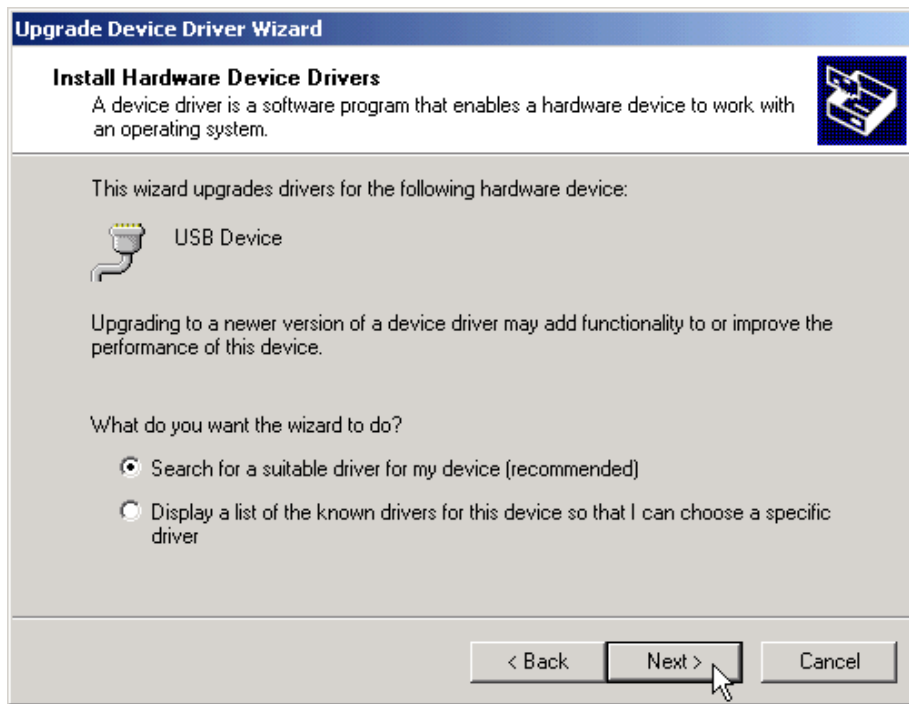 Upgrade Device Driver Wizard
Install Hardware Device Drivers
A device driver is a software program that enables a hardware device to work with
an operating system.
This wizard upgrades drivers for the following hardware device:
USB Device
Upgrading to a newer version of a device driver may add functionality to or improve the
performance of this device.
What do you want the wizard to do?
Search for a suitable driver for my device (recommended)
Display a list of the known drivers for this device so that I can choose a specific
driver
< Back
Next >
Cancel